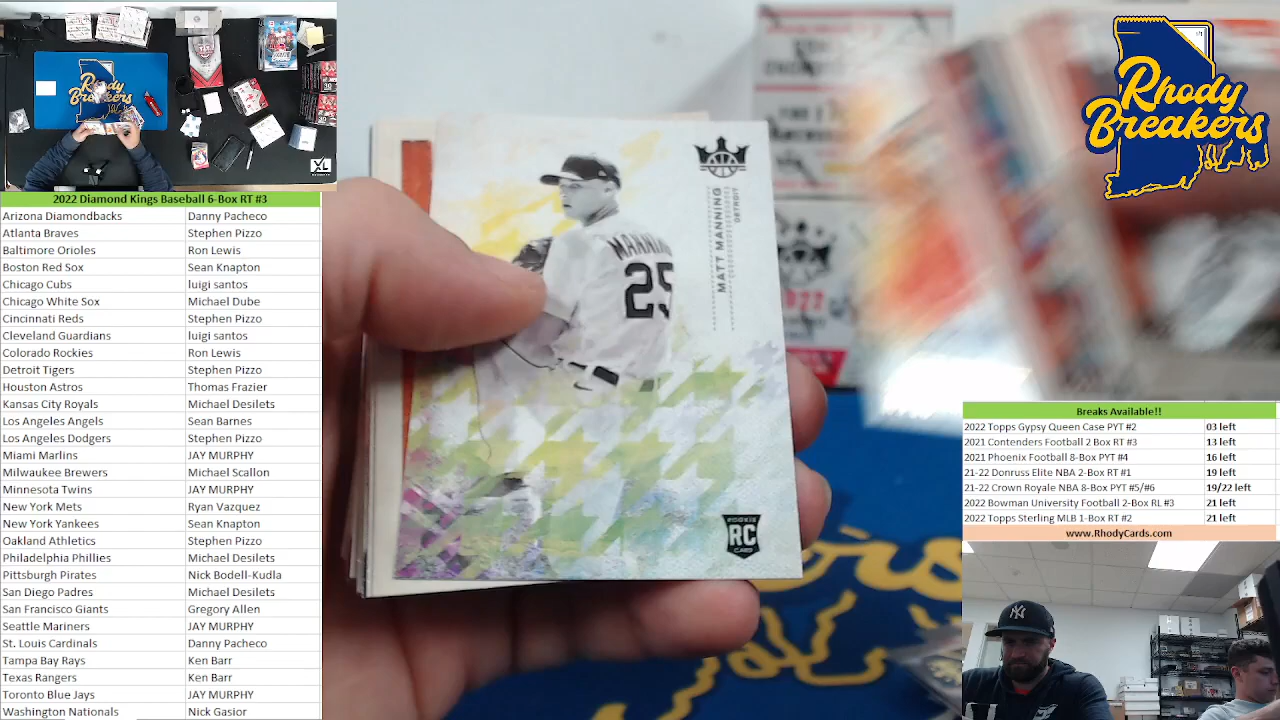 2022 Diamond Kings Baseball 6-Box RT #3
Arizona Diamondbacks Danny Pacheco
Atlanta Braves Stephen Pizzo
Baltimore Orioles Ron Lewis
Boston Red Sox Sean Knapton
Chicago Cubs luigi santos
Chicago White Sox Michael Dube
Cincinnati Reds Stephen Pizzo
Cleveland Guardians luigi santos
Colorado Rockies Ron Lewis
Detroit Tigers Stephen Pizzo
Houston Astros Thomas Frazier
Kansas City Royals Michael Desilets
Los Angeles Angels Sean Barnes
Los Angeles Dodgers Stephen Pizzo
Miami Marlins JAY MURPHY
Milwaukee Brewers Michael Scallon
Minnesota Twins JAY MURPHY
New York Mets Ryan Vazquez
New York Yankees Sean Knapton
Oakland Athletics Stephen Pizzo
Philadelphia Phillies Michael Desilets
Pittsburgh Pirates Nick Bodell-Kudla
San Diego Padres Michael Desilets
San Francisco Giants Gregory Allen
Seattle Mariners JAY MURPHY
St. Louis Cardinals Danny Pacheco
Tampa Bay Rays Ken Barr
Texas Rangers Ken Barr
Toronto Blue Jays JAY MURPHY
Washington Nationals Nick Gasior
Rhody
Breakers
XL
MATT MANNING
DETROIT
MANNING
25
ROOKIE
RC
CARD
2022
Rhody
Breakers
Breaks Available!!
2022 Topps Gypsy Queen Case PYT #2 03 left
2021 Contenders Football 2 Box RT #3 13 left
2021 Phoenix Football 8-Box PYT #4 16 left
21-22 Donruss Elite NBA 2-Box RT #1 19 left
21-22 Crown Royale NBA 8-Box PYT #5/#6 19/22 left
2022 Bowman University Football 2-Box RL #3 21 left
2022 Topps Sterling MLB 1-Box RT #2 21 left
www.RhodyCards.com